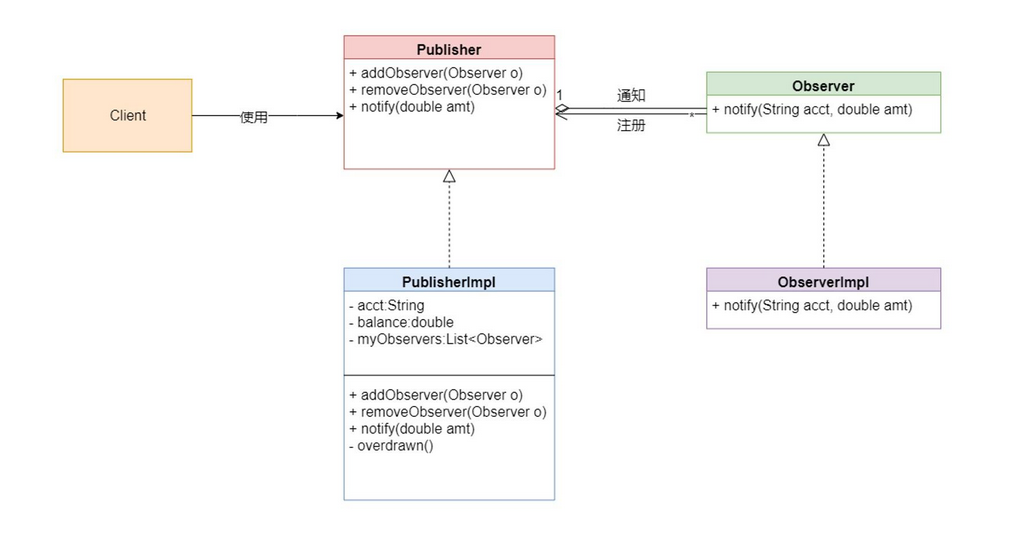 Client
使用
Publisher
+ addObserver(Observer o)
+ removeObserver(Observer o)
+ notify(double amt)
1
通知
注册
*
Observer
+ notify(String acct, double amt)
PublisherImpl
- acct:String
- balance:double
- myObservers:List<Observer>
+ addObserver(Observer o)
+ removeObserver(Observer o)
+ notify(double amt)
- overdrawn()
ObserverImpl
+ notify(String acct, double amt)